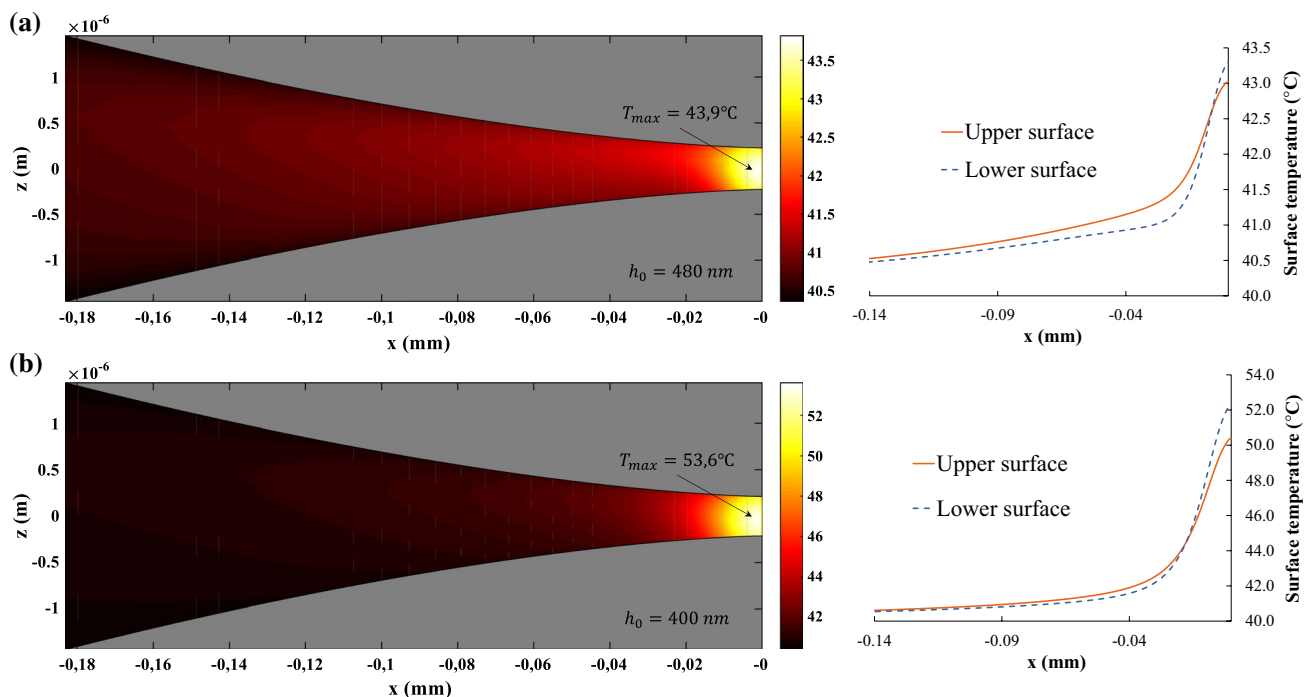 (a)
×10⁻⁶
1
0.5
0
-0.5
-1
z (m)
T_max = 43,9°C
h₀ = 480 nm
-0,18 -0,16 -0,14 -0,12 -0,1 -0,08 -0,06 -0,04 -0,02 -0
x (mm)
43.5
43
42.5
42
41.5
41
40.5
Upper surface
Lower surface
43.5
43.0
42.5
42.0
41.5
41.0
40.5
40.0
Surface temperature (°C)
-0.14 -0.09 -0.04
x (mm)
(b)
×10⁻⁶
1
0.5
0
-0.5
-1
z (m)
T_max = 53,6°C
h₀ = 400 nm
-0,18 -0,16 -0,14 -0,12 -0,1 -0,08 -0,06 -0,04 -0,02 -0
x (mm)
52
50
48
46
44
42
Upper surface
Lower surface
54.0
52.0
50.0
48.0
46.0
44.0
42.0
40.0
Surface temperature (°C)
-0.14 -0.09 -0.04
x (mm)